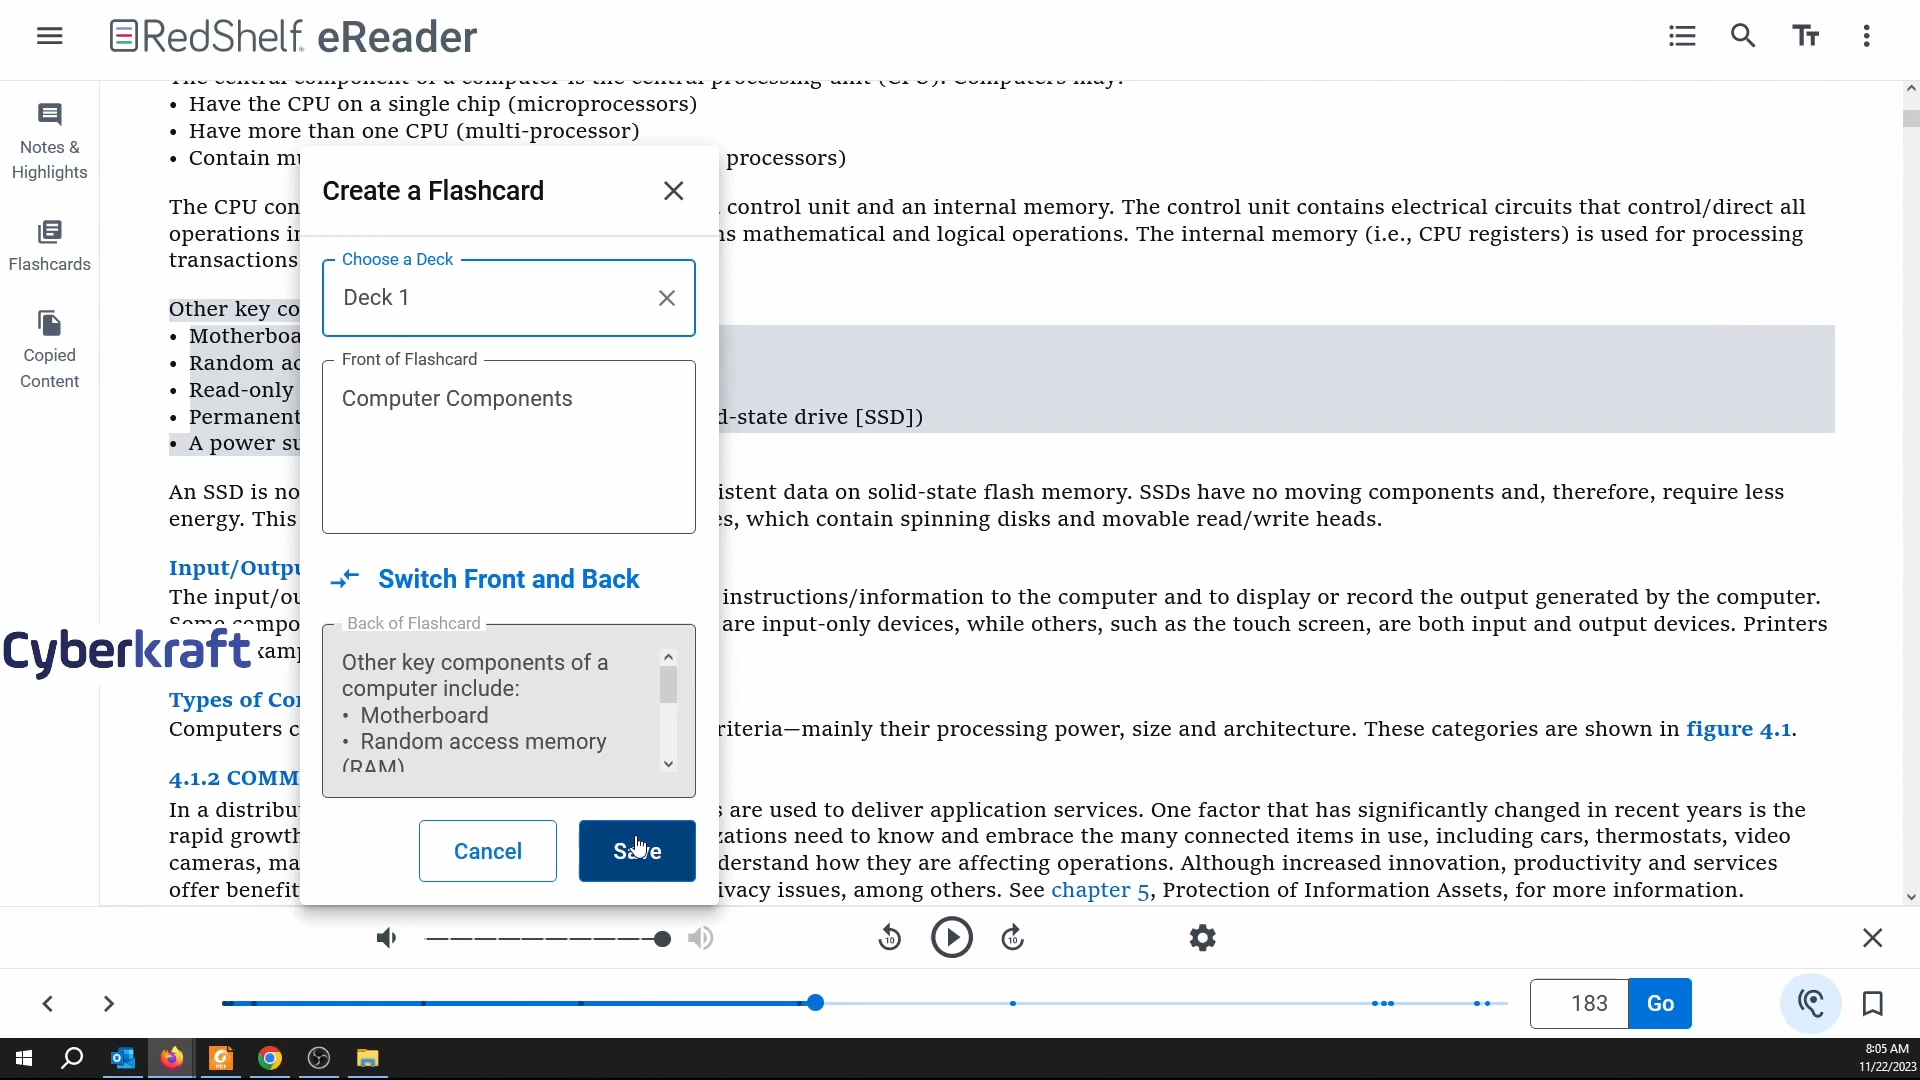 RedShelf eReader
The central component of a computer is the central processing unit (CPU). Computers may:
• Have the CPU on a single chip (microprocessors)
• Have more than one CPU (multi-processor)
• Contain mu processors)
Notes &
Highlights
Flashcards
Copied
Content
The CPU con control unit and an internal memory. The control unit contains electrical circuits that control/direct all
operations in ns mathematical and logical operations. The internal memory (i.e., CPU registers) is used for processing
transactions
Other key co
• Motherboa
• Random ac
• Read-only
• Permanent d-state drive [SSD])
• A power su
An SSD is no istent data on solid-state flash memory. SSDs have no moving components and, therefore, require less
energy. This es, which contain spinning disks and movable read/write heads.
Input/Outpu
The input/ou instructions/information to the computer and to display or record the output generated by the computer.
Some compo are input-only devices, while others, such as the touch screen, are both input and output devices. Printers
xamp
Cyberkraft
Types of Co
Computers c riteria—mainly their processing power, size and architecture. These categories are shown in figure 4.1.
4.1.2 COMM
In a distribu s are used to deliver application services. One factor that has significantly changed in recent years is the
rapid growth zations need to know and embrace the many connected items in use, including cars, thermostats, video
cameras, ma derstand how they are affecting operations. Although increased innovation, productivity and services
offer benefit ivacy issues, among others. See chapter 5, Protection of Information Assets, for more information.
Create a Flashcard
Choose a Deck
Deck 1
Front of Flashcard
Computer Components
Switch Front and Back
Back of Flashcard
Other key components of a
computer include:
• Motherboard
• Random access memory
(RAM)
Cancel
Save
10
10
183
Go
8:05 AM
11/22/2023